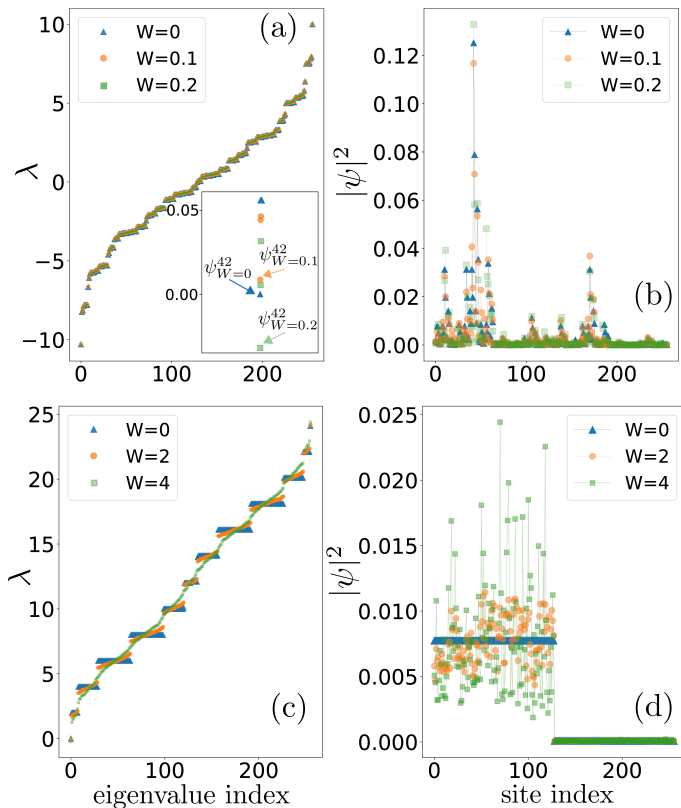 (a)
λ
10
5
0
−5
−10
0
100
200
W=0
W=0.1
W=0.2
0.05
0.00
ψ^{42}_{W=0}
ψ^{42}_{W=0.1}
ψ^{42}_{W=0.2}
(b)
|ψ|²
0.12
0.10
0.08
0.06
0.04
0.02
0.00
0
100
200
W=0
W=0.1
W=0.2
(c)
λ
25
20
15
10
5
0
0
100
200
eigenvalue index
W=0
W=2
W=4
(d)
|ψ|²
0.025
0.020
0.015
0.010
0.005
0.000
0
100
200
site index
W=0
W=2
W=4